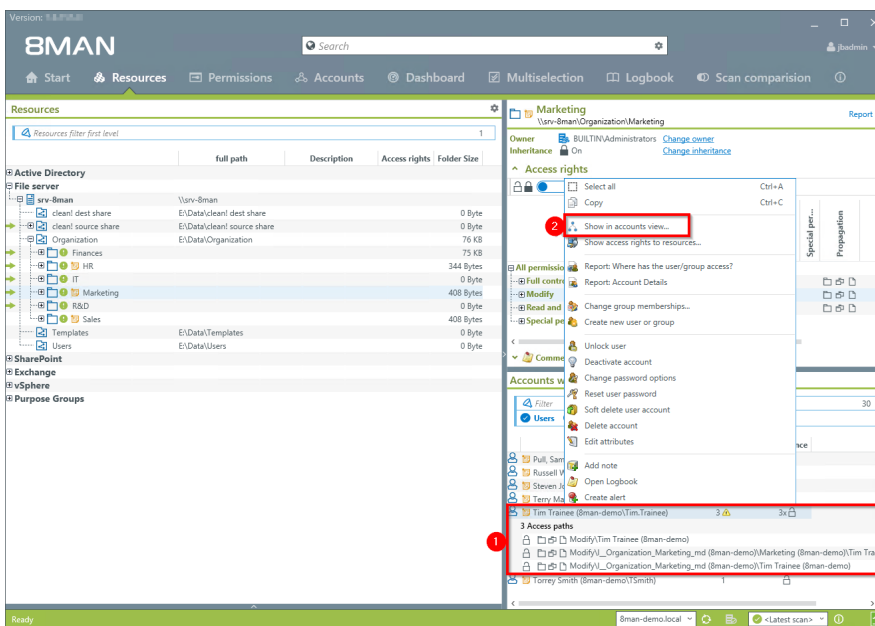 Version:
8MAN
Search
jbadmin
Start
Resources
Permissions
Accounts
Dashboard
Multiselection
Logbook
Scan comparision
Resources
Resources filter first level 1
full path Description Access rights Folder Size
Active Directory
File server
srv-8man \\srv-8man
clean! dest share E:\Data\clean! dest share 0 Byte
clean! source share E:\Data\clean! source share 0 Byte
Organization E:\Data\Organization 76 KB
Finances 75 KB
HR 344 Bytes
IT 0 Byte
Marketing 408 Bytes
R&D 0 Byte
Sales 408 Bytes
Templates E:\Data\Templates 0 Byte
Users E:\Data\Users 0 Byte
SharePoint
Exchange
vSphere
Purpose Groups
Marketing
\\srv-8man\Organization\Marketing
Report
Owner BUILTIN\Administrators Change owner
Inheritance On Change inheritance
Access rights
Special per...
Propagation
All permissio
Full contr
Modify
Read and
Special pe
Comme
Select all Ctrl+A
Copy Ctrl+C
2
Show in accounts view...
Show access rights to resources...
Report: Where has the user/group access?
Report: Account Details
Change group memberships...
Create new user or group
Unlock user
Deactivate account
Change password options
Reset user password
Soft delete user account
Delete account
Edit attributes
Add note
Open Logbook
Create alert
Accounts w
Filter 30
Users
nce
Pull, Sam
Russell W
Steven Jo
Terry Ma
Tim Trainee (8man-demo\Tim.Trainee) 3 3x
3 Access paths
1
Modify\Tim Trainee (8man-demo)
Modify\l__Organization_Marketing_md (8man-demo)\Marketing (8man-demo)\Tim Tra
Modify\l__Organization_Marketing_md (8man-demo)\Tim Trainee (8man-demo)
Torrey Smith (8man-demo\TSmith) 1
Ready
8man-demo.local
<Latest scan>